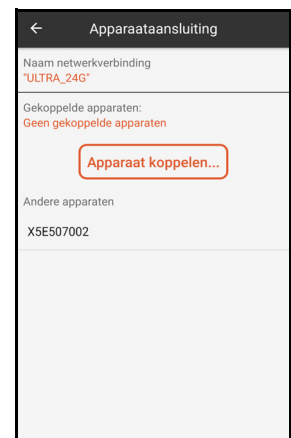 Apparaataansluiting
Naam netwerkverbinding
"ULTRA_24G"
Gekoppelde apparaten:
Geen gekoppelde apparaten
Apparaat koppelen...
Andere apparaten
X5E507002